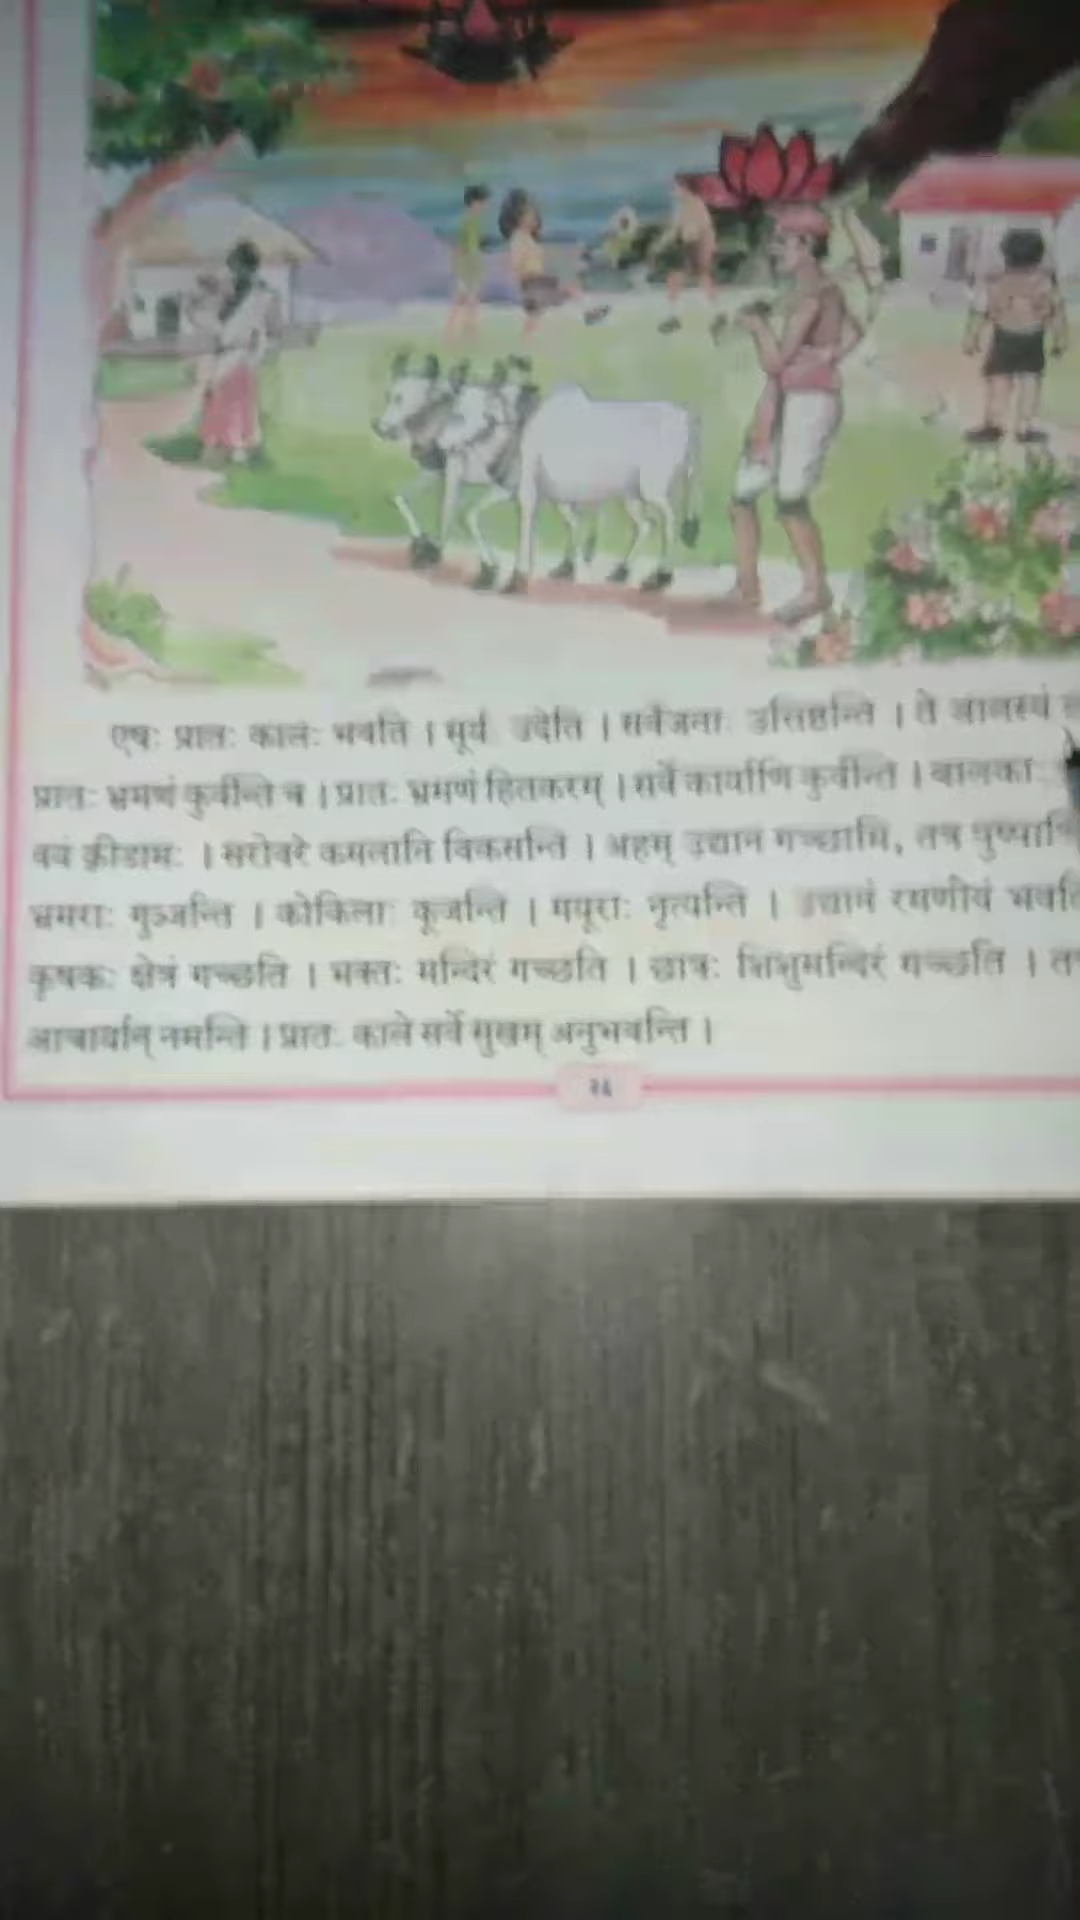 एषः प्रातः कालः भवति । सूर्य उदेति । सर्वेजनाः उत्तिष्ठन्ति । ते आलस्यं
प्रातः भ्रमणं कुर्वन्ति च । प्रातः भ्रमणं हितकरम् । सर्वे कार्याणि कुर्वन्ति । बालकाः
वयं क्रीडामः । सरोवरे कमलानि विकसन्ति । अहम् उद्यानं गच्छामि, तत्र पुष्पाणि
भ्रमराः गुञ्जन्ति । कोकिलाः कूजन्ति । मयूराः नृत्यन्ति । उद्यानं रमणीयं भवति
कृषकः क्षेत्रं गच्छति । भक्तः मन्दिरं गच्छति । छात्रः शिशुमन्दिरं गच्छति ।
आचार्यान् नमन्ति । प्रातः काले सर्वे सुखम् अनुभवन्ति ।
२६